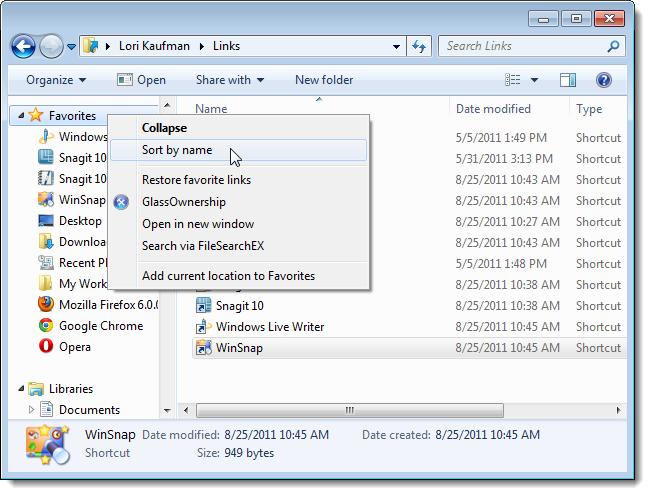 Lori Kaufman
Links
Search Links
Organize
Open
Share with
New folder
Favorites
Windows
Snagit 10
Snagit 10
WinSnap
Desktop
Recent
Mozilla Firefox 6.0.
Google Chrome
Opera
Libraries
Documents
Collapse
Sort by name
Restore favorite links
GlassOwnership
Open in new window
Search via FileSearchEX
Add current location to Favorites
Name Date modified Type
5/5/2011 1:49 PM Shortcut
5/31/2011 3:13 PM Shortcut
8/25/2011 10:43 AM Shortcut
8/25/2011 10:43 AM Shortcut
8/25/2011 10:27 AM Shortcut
8/25/2011 10:43 AM Shortcut
5/5/2011 1:48 PM Shortcut
8/25/2011 10:38 AM Shortcut
Snagit 10 8/25/2011 10:38 AM Shortcut
Windows Live Writer 8/25/2011 10:45 AM Shortcut
WinSnap 8/25/2011 10:45 AM Shortcut
WinSnap Date modified: 8/25/2011 10:45 AM Date created: 8/25/2011 10:45 AM
Shortcut Size: 949 bytes